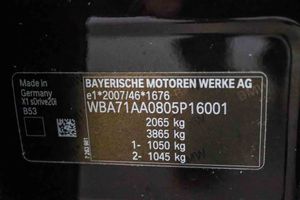 Made in
Germany
X1 sDrive20i
B53
BAYERISCHE MOTOREN WERKE AG
e1*2007/46*1676
WBA71AA0805P16001
2065 kg
3865 kg
1- 1050 kg
2- 1045 kg